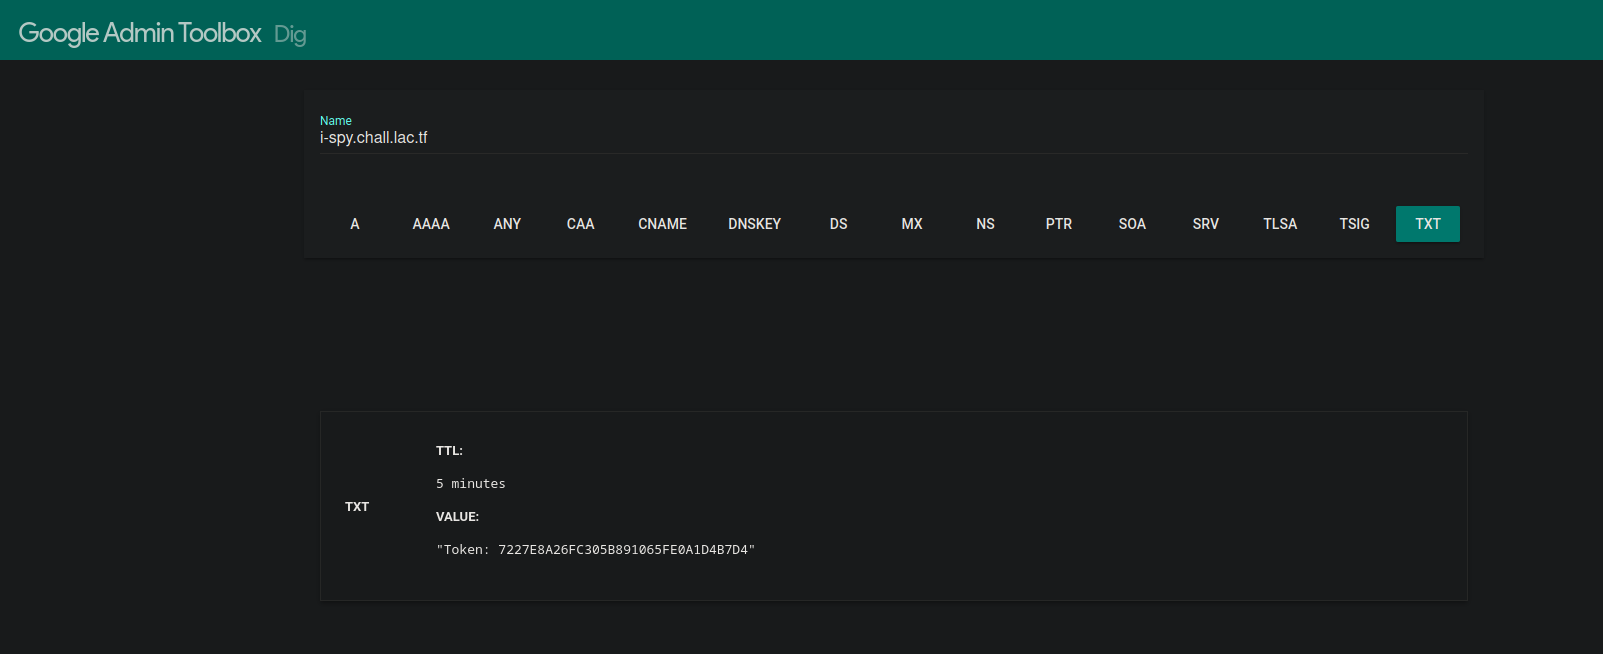 Google Admin Toolbox Dig
Name
i-spy.chall.lac.tf
A AAAA ANY CAA CNAME DNSKEY DS MX NS PTR SOA SRV TLSA TSIG TXT
TTL:
5 minutes
TXT
VALUE:
"Token: 7227E8A26FC305B891065FE0A1D4B7D4"